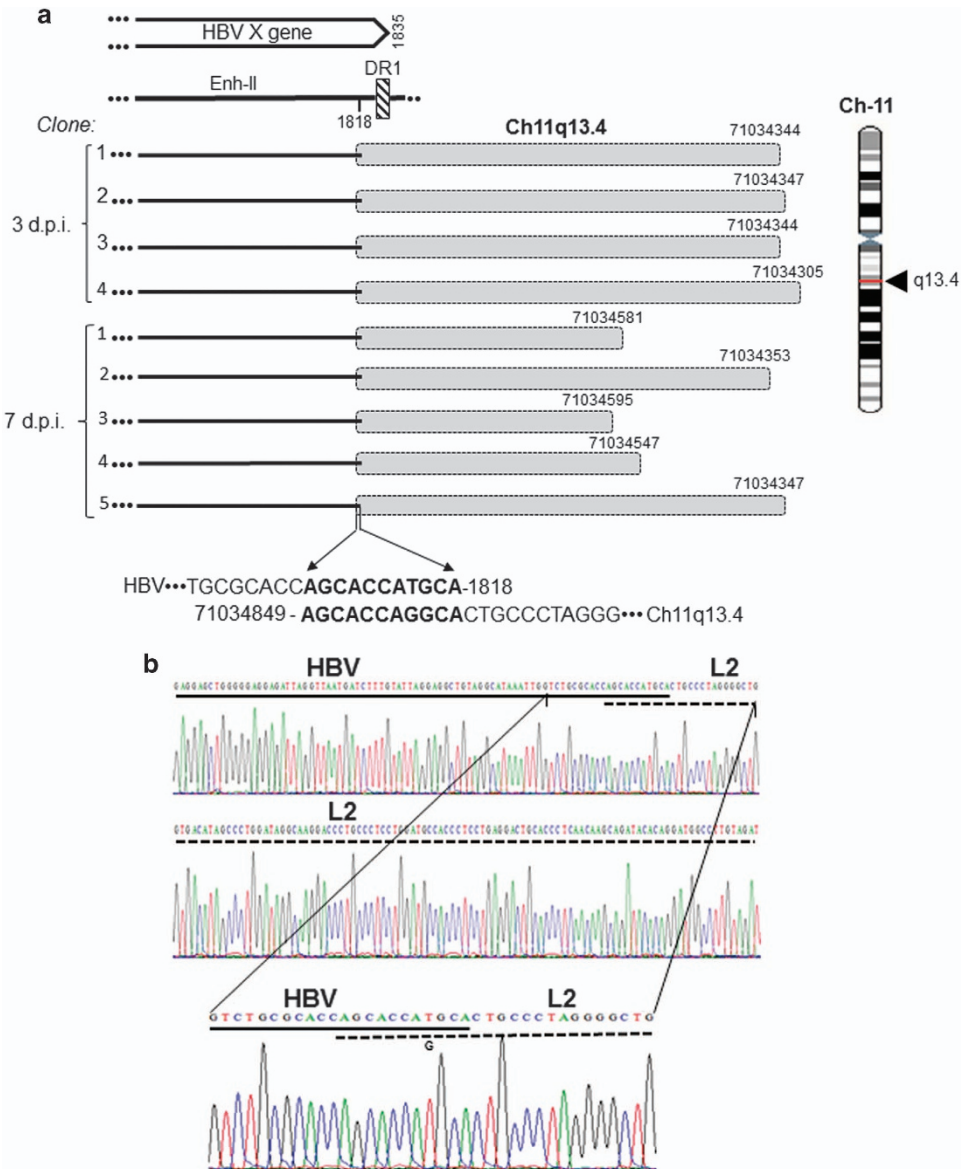 a
HBV X gene
1835
DR1
Enh-II
1818
Clone:
Ch11q13.4
Ch-11
3 d.p.i.
1••• 71034344
2••• 71034347
3••• 71034344
4••• 71034305
q13.4
7 d.p.i.
1••• 71034581
2••• 71034353
3••• 71034595
4••• 71034547
5••• 71034347
HBV•••TGCGCACCAGCACCATGCA-1818
71034849 - AGCACCAGGCACTGCCCTAGGG•••Ch11q13.4
b
HBV L2
GAGGAGCTGGGGGAGGAGATTAGGTTAATGATCTTTGTATTAGGAGGCTGTAGGCATAAATTGGTCTGCGCACCAGCACCATGCACTGCCCTAGGGGCTG
L2
HBV L2
GTCTGCGCACCAGCACCATGCACTGCCCTAGGGGCTG
G